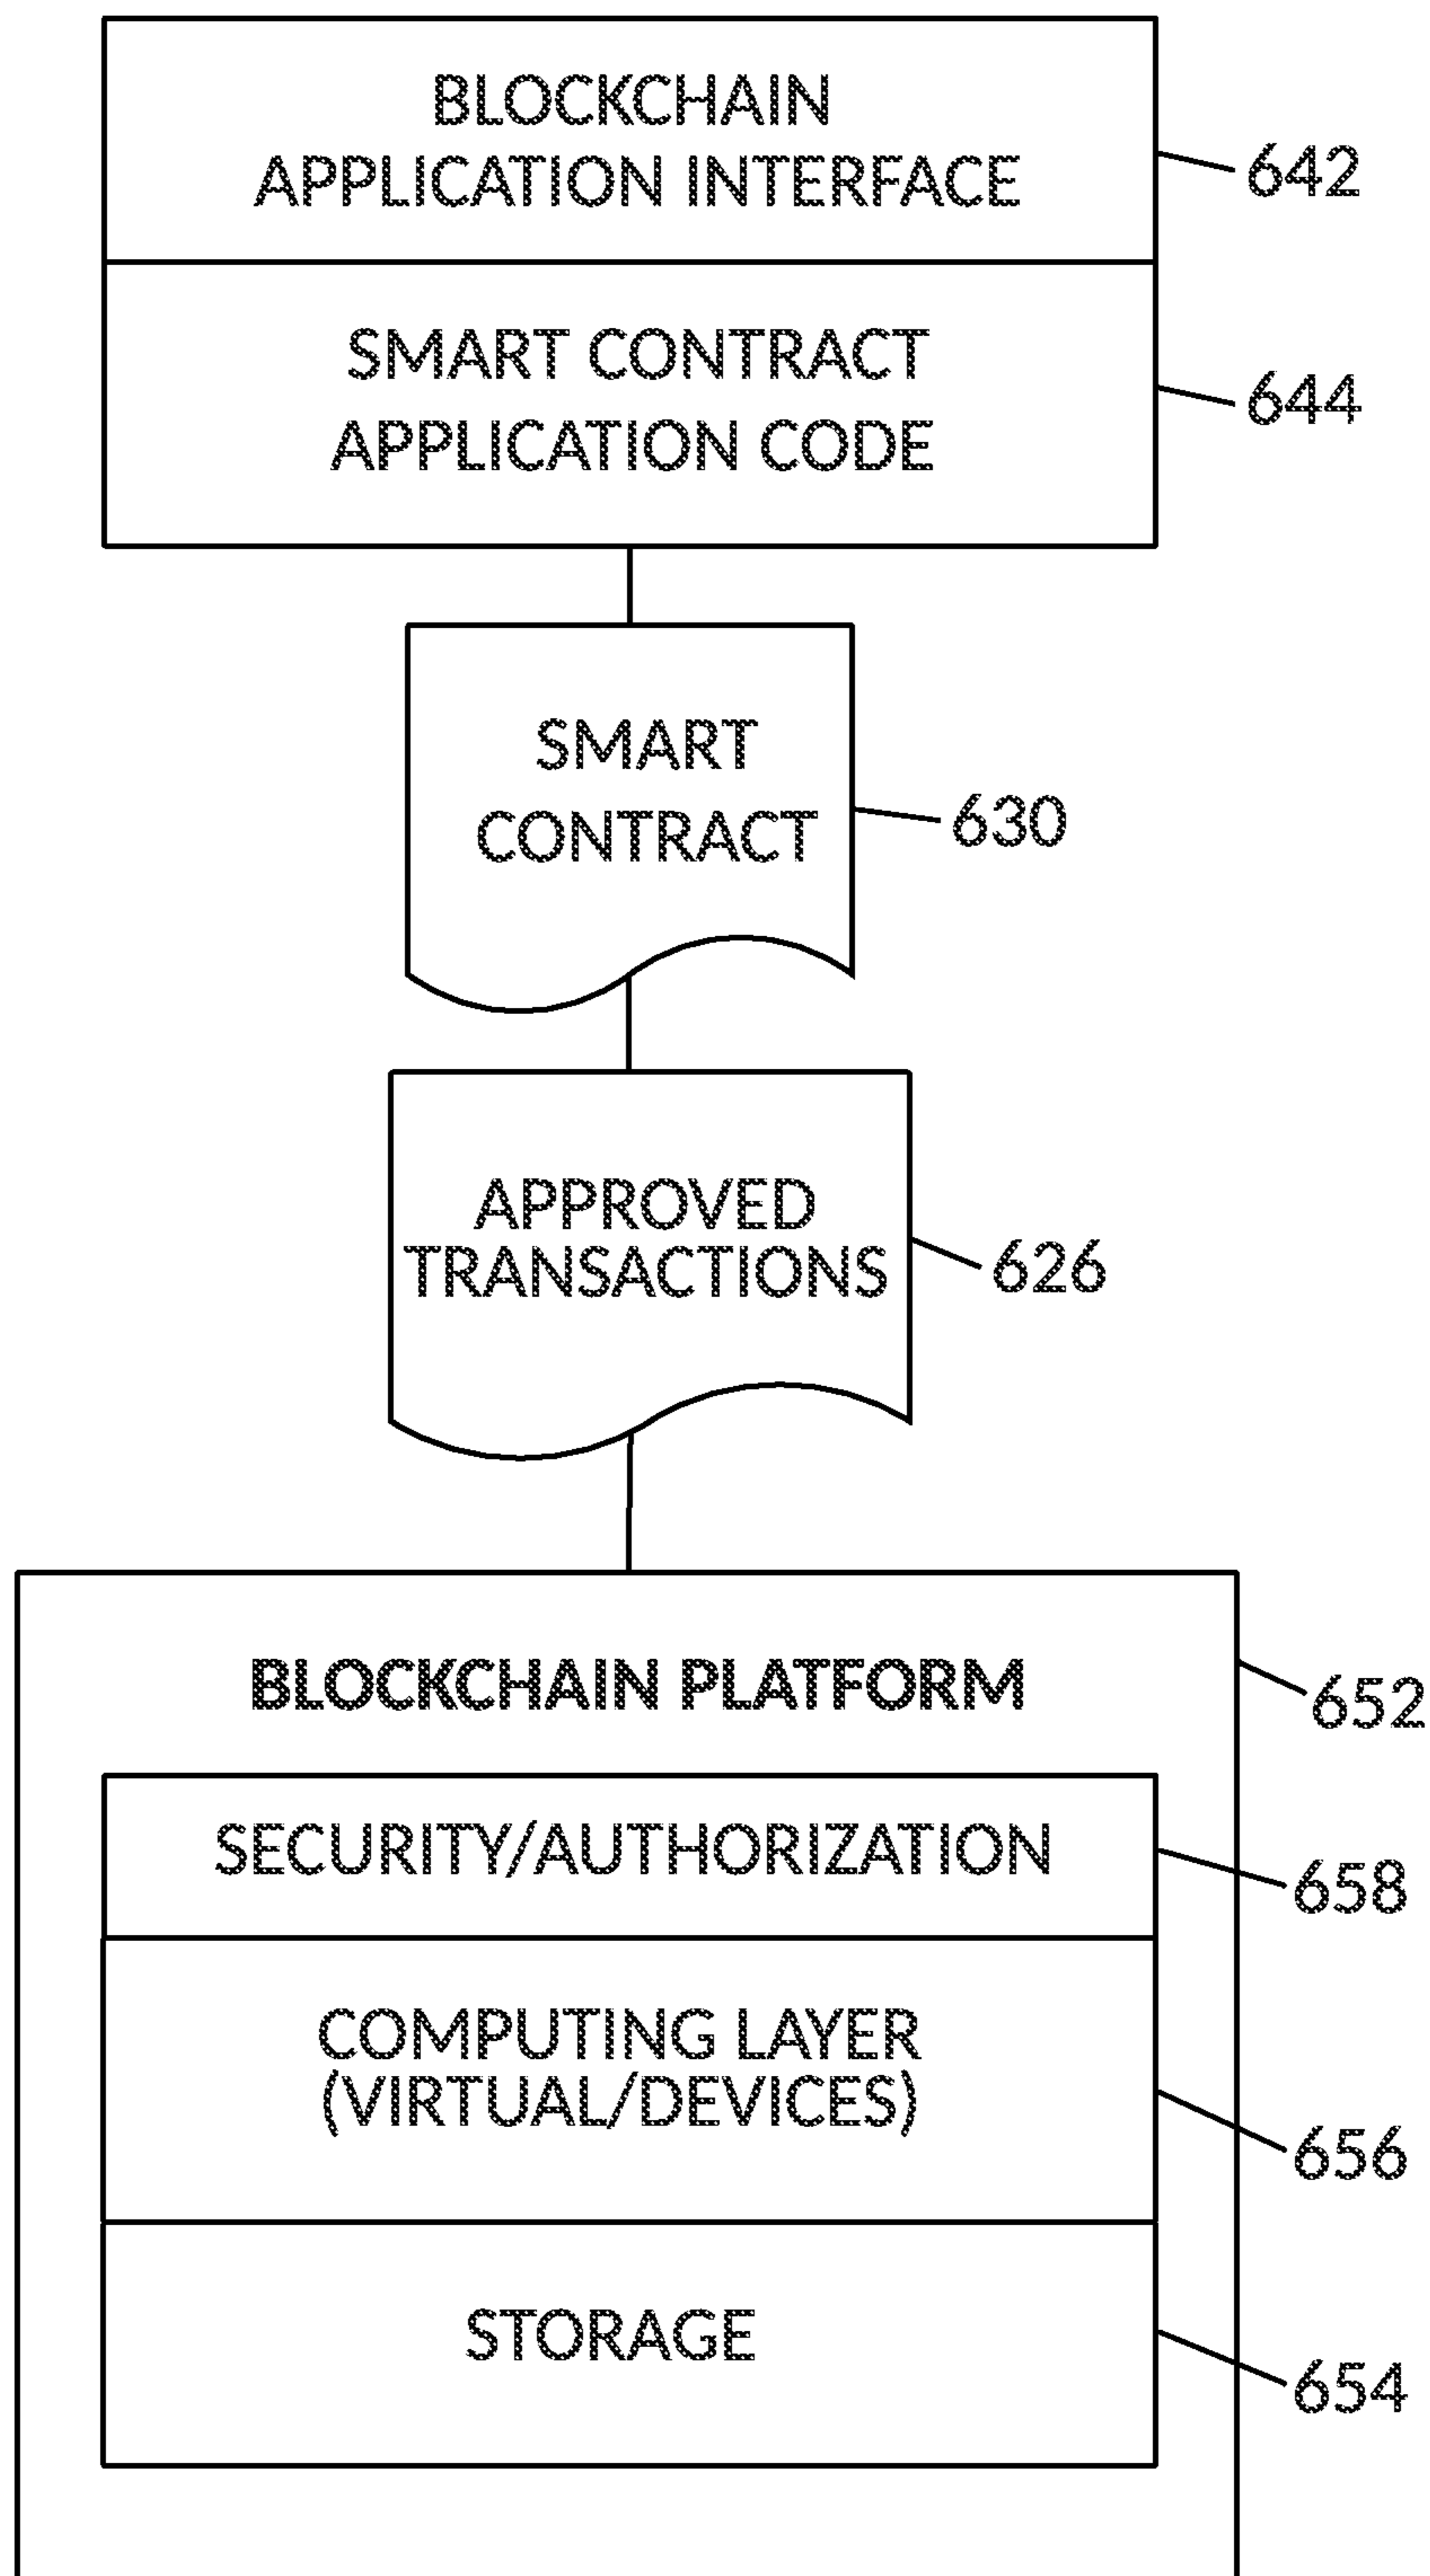 BLOCKCHAIN
APPLICATION INTERFACE
642
SMART CONTRACT
APPLICATION CODE
644
SMART
CONTRACT
630
APPROVED
TRANSACTIONS
626
BLOCKCHAIN PLATFORM
652
SECURITY/AUTHORIZATION
658
COMPUTING LAYER
(VIRTUAL/DEVICES)
656
STORAGE
654